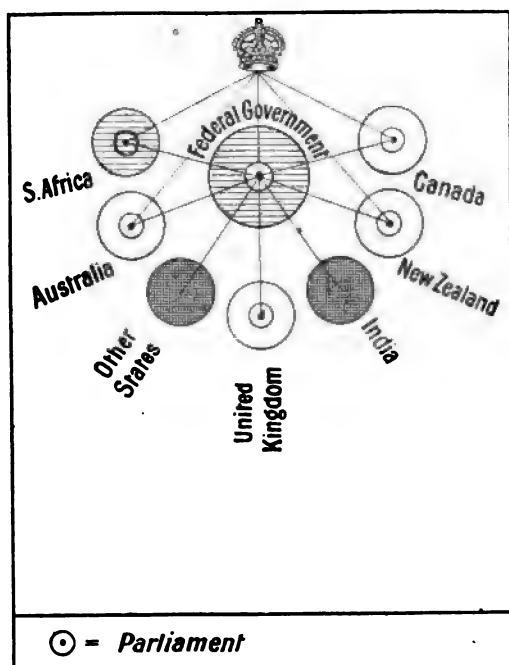 Federal Government
S. Africa
Canada
Australia
New Zealand
Other
States
India
United
Kingdom
= Parliament